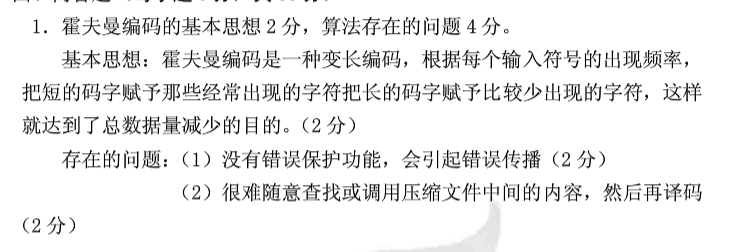 1. 霍夫曼编码的基本思想 2 分，算法存在的问题 4 分。
基本思想：霍夫曼编码是一种变长编码，根据每个输入符号的出现频率，
把短的码字赋予那些经常出现的字符把长的码字赋予比较少出现的字符，这样
就达到了总数据量减少的目的。（2 分）
存在的问题：（1）没有错误保护功能，会引起错误传播（2 分）
（2）很难随意查找或调用压缩文件中间的内容，然后再译码
（2 分）